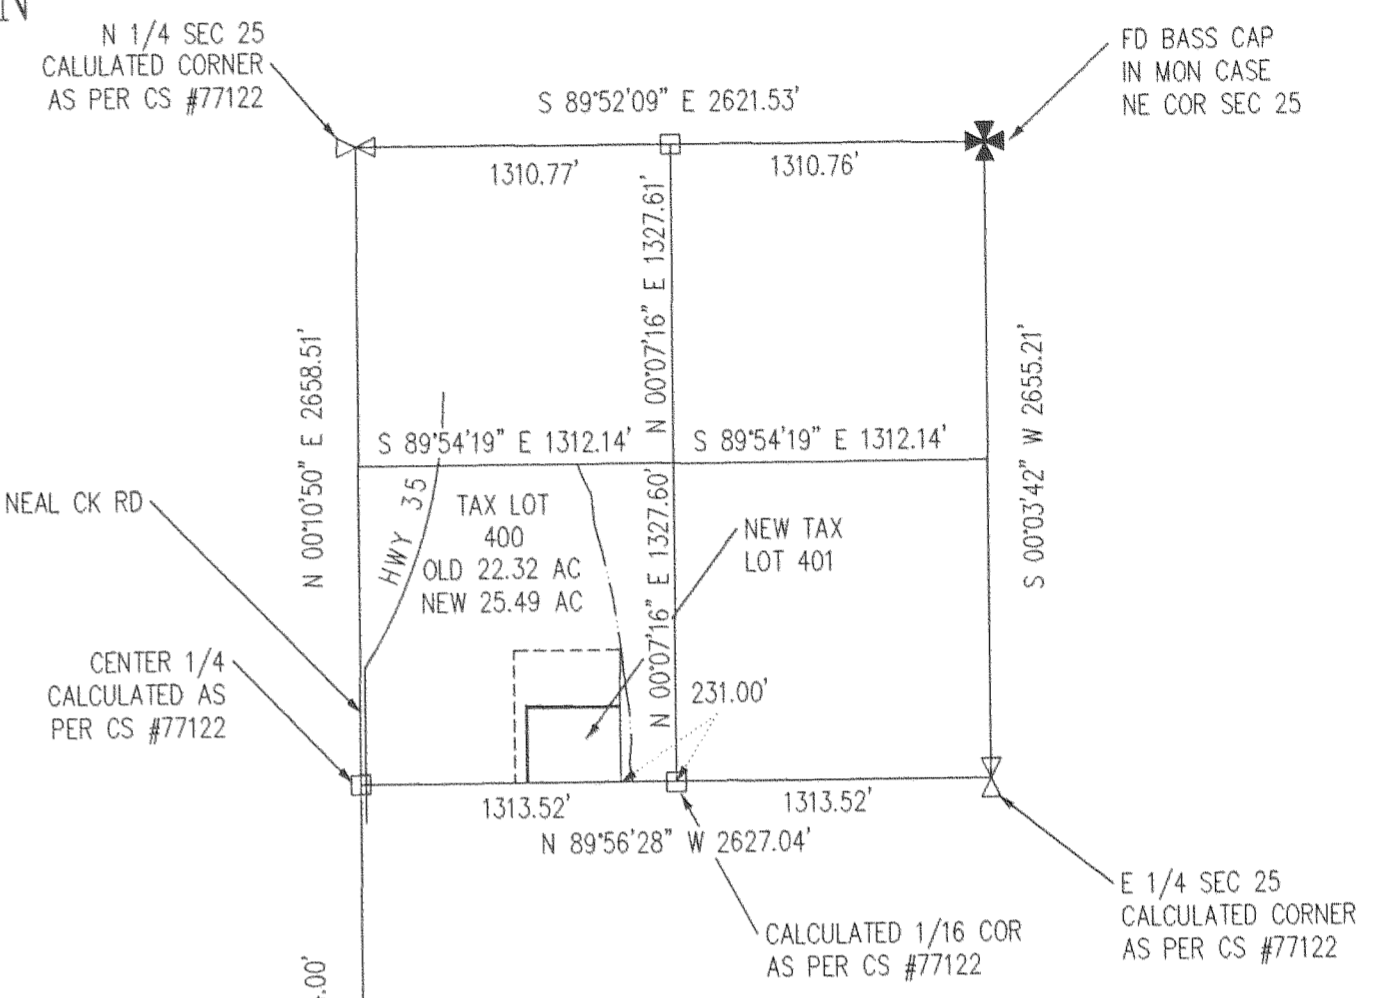 N
N 1/4 SEC 25
CALULATED CORNER
AS PER CS #77122
FD BASS CAP
IN MON CASE
NE COR SEC 25
S 89°52'09" E 2621.53'
1310.77'
1310.76'
N 00°07'16" E 1327.61'
N 00°10'50" E 2658.51'
S 00°03'42" W 2655.21'
S 89°54'19" E 1312.14'
S 89°54'19" E 1312.14'
HWY 35
TAX LOT
400
OLD 22.32 AC
NEW 25.49 AC
N 00°07'16" E 1327.60'
NEW TAX
LOT 401
NEAL CK RD
CENTER 1/4
CALCULATED AS
PER CS #77122
231.00'
1313.52'
1313.52'
N 89°56'28" W 2627.04'
E 1/4 SEC 25
CALCULATED CORNER
AS PER CS #77122
CALCULATED 1/16 COR
AS PER CS #77122
.00'